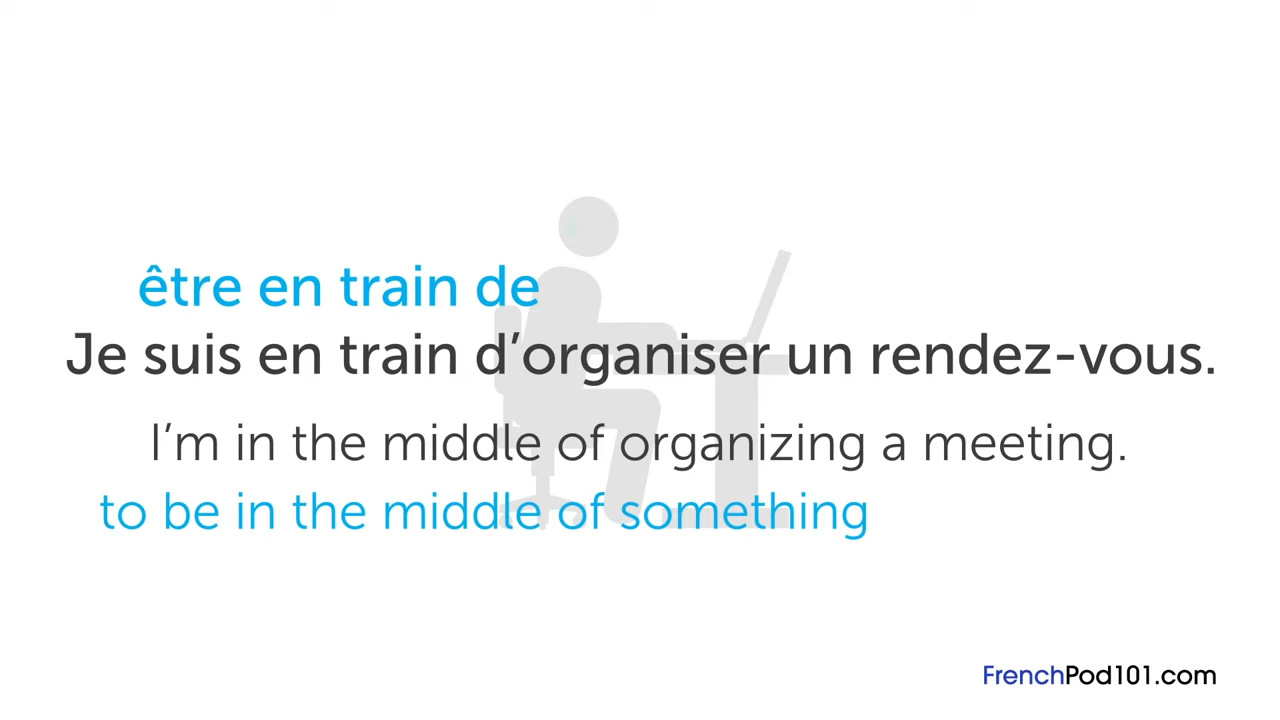 être en train de
Je suis en train d’organiser un rendez-vous.
I’m in the middle of organizing a meeting.
to be in the middle of something
FrenchPod101.com